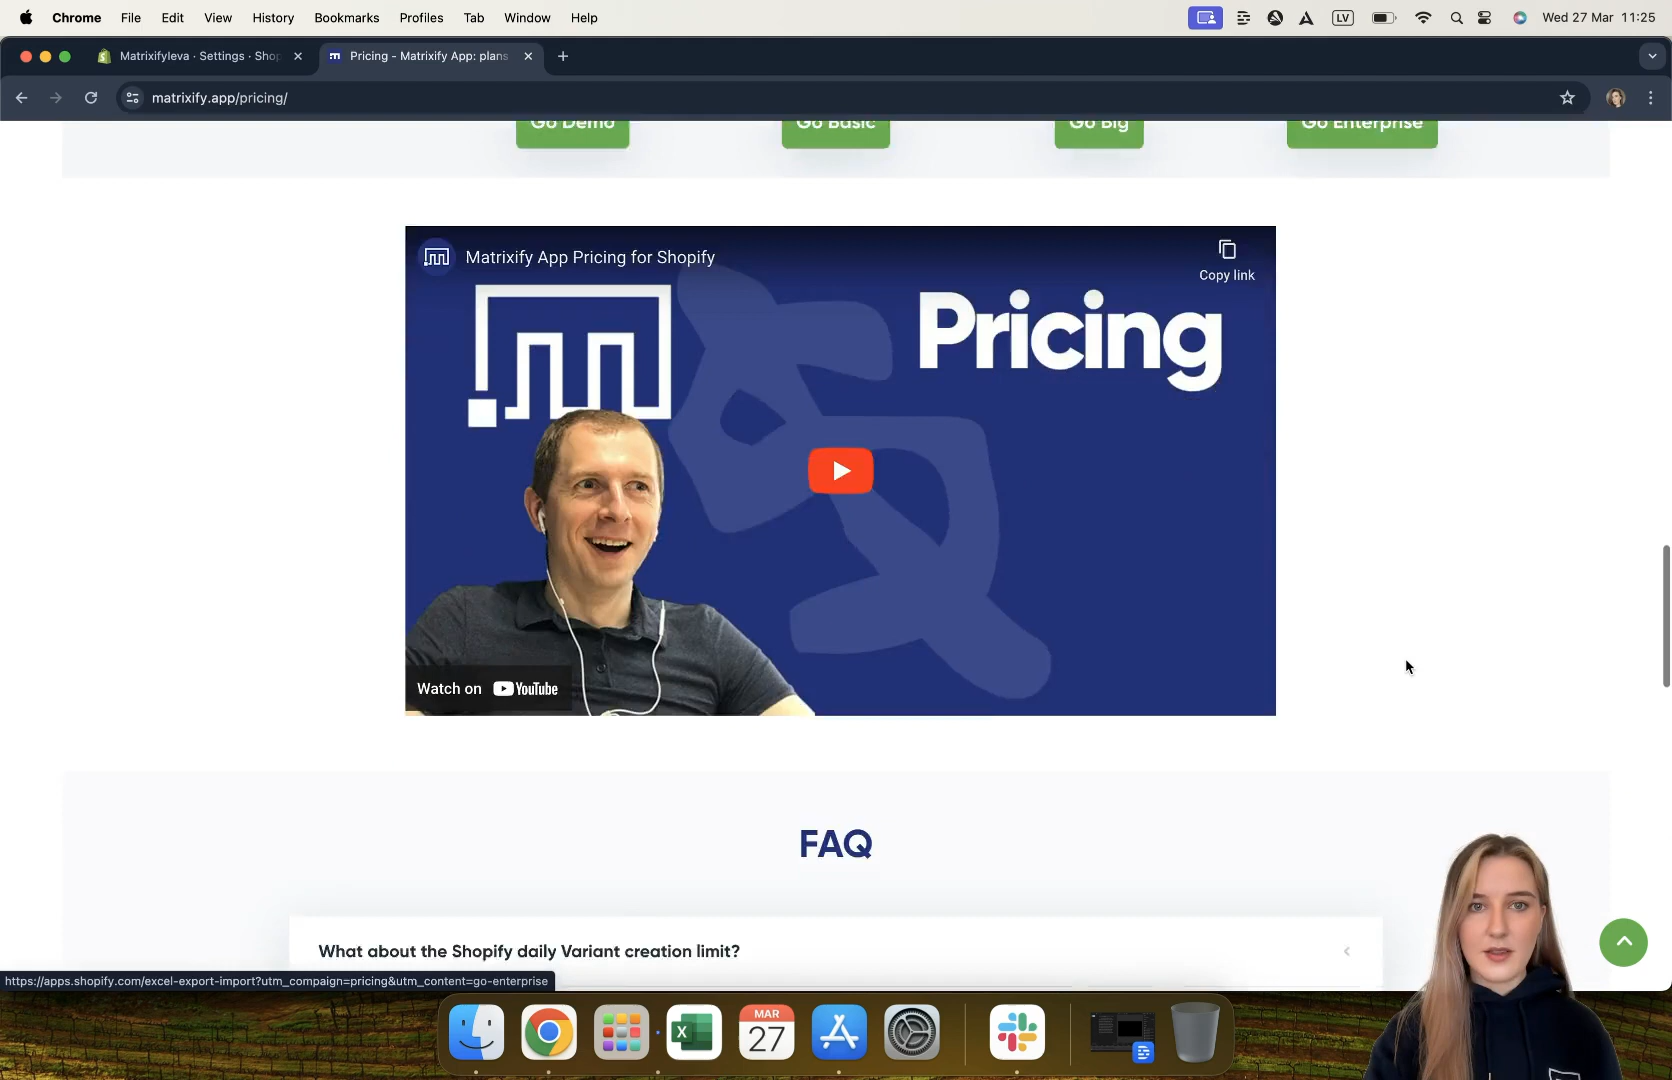 Chrome File Edit View History Bookmarks Profiles Tab Window Help LV Wed 27 Mar 11:25
MatrixifyIeva · Settings · Shop Pricing - Matrixify App: plans
matrixify.app/pricing/
Go Demo Go Basic Go Big Go Enterprise
Matrixify App Pricing for Shopify
Copy link
Pricing
Watch on YouTube
FAQ
What about the Shopify daily Variant creation limit?
https://apps.shopify.com/excel-export-import?utm_campaign=pricing&utm_content=go-enterprise
MAR
27